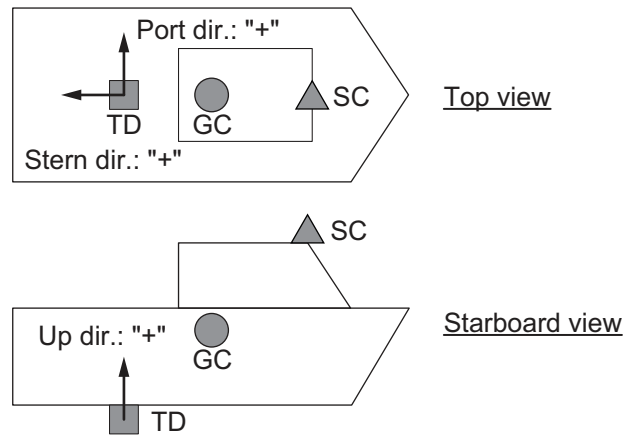 Port dir.: "+"
TD
GC
SC
Top view
Stern dir.: "+"
SC
Up dir.: "+"
GC
Starboard view
TD